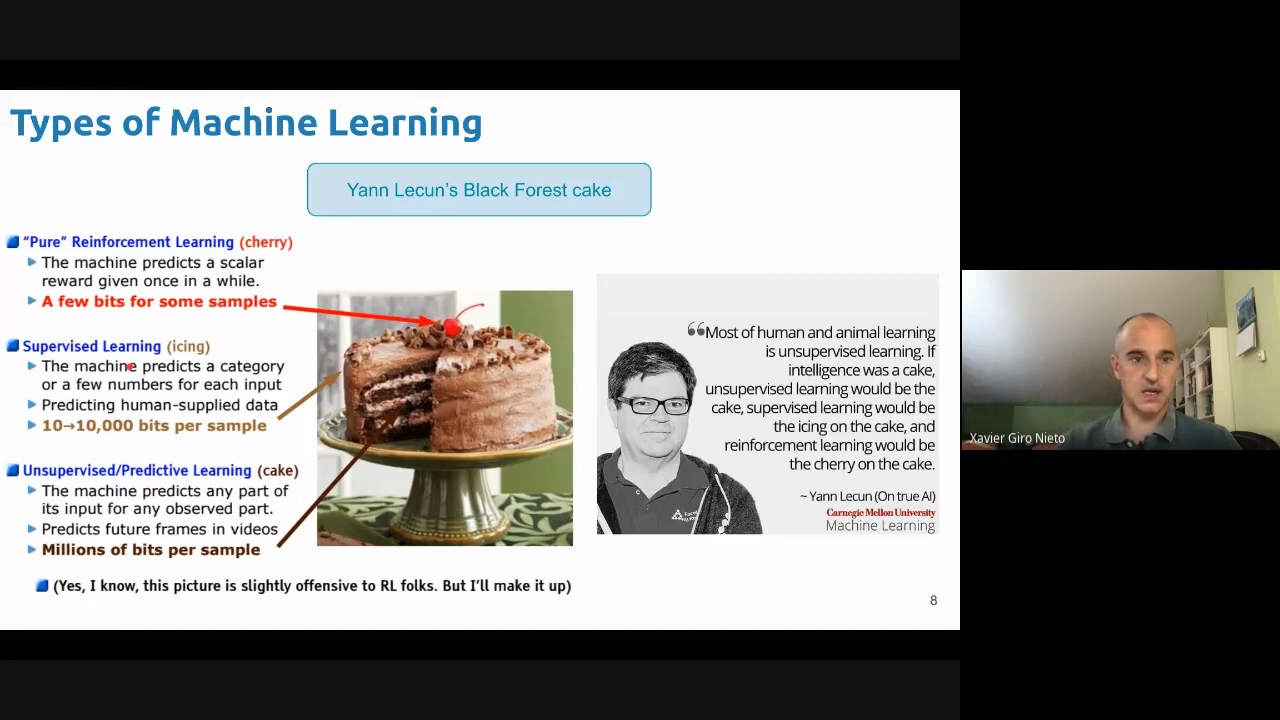 Types of Machine Learning
Yann Lecun's Black Forest cake
"Pure" Reinforcement Learning (cherry)
The machine predicts a scalar
reward given once in a while.
A few bits for some samples
Supervised Learning (icing)
The machine predicts a category
or a few numbers for each input
Predicting human-supplied data
10→10,000 bits per sample
Unsupervised/Predictive Learning (cake)
The machine predicts any part of
its input for any observed part.
Predicts future frames in videos
Millions of bits per sample
(Yes, I know, this picture is slightly offensive to RL folks. But I'll make it up)
“Most of human and animal learning
is unsupervised learning. If
intelligence was a cake,
unsupervised learning would be the
cake, supervised learning would be
the icing on the cake, and
reinforcement learning would be
the cherry on the cake.
~ Yann Lecun (On true AI)
Carnegie Mellon University
Machine Learning
8
Xavier Giro Nieto